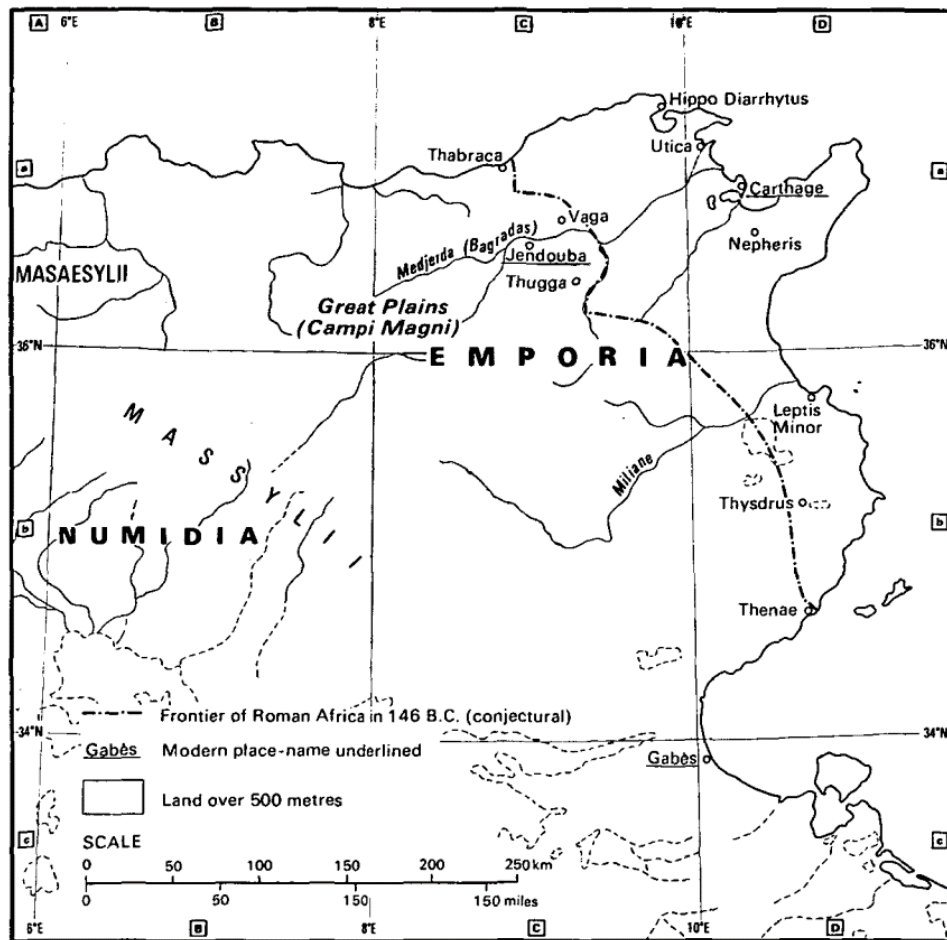 A 6°E B 8°E C 10°E D
Hippo Diarrhytus
Utica
Thabraca
a a
Carthage
Vaga
Nepheris
Medjerda (Bagradas)
Jendouba
MASAESYLII
Thugga
Great Plains
(Campi Magni)
36°N 36°N
EMPORIA
Leptis
Minor
MASSYLII
Miliane
Thysdrus
b b
NUMIDIA
Thenae
Frontier of Roman Africa in 146 B.C. (conjectural)
34°N 34°N
Gabès Modern place-name underlined
Gabès
Land over 500 metres
SCALE
c c
0 50 100 150 200 250 km
0 50 150 150 miles
6°E B 8°E C 10°E D